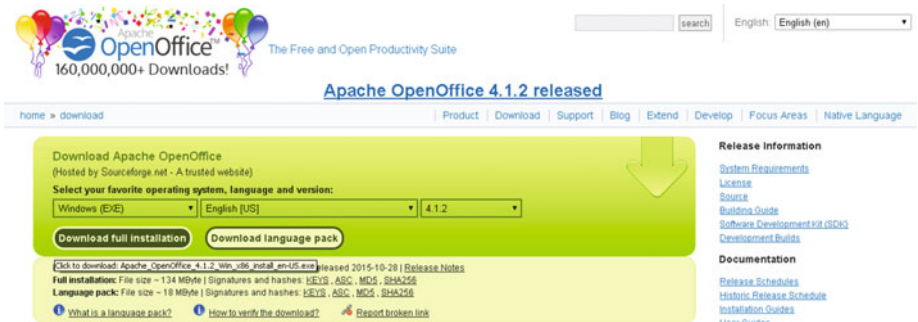 Apache
OpenOffice™
160,000,000+ Downloads!
The Free and Open Productivity Suite
search
English: English (en)
Apache OpenOffice 4.1.2 released
home » download
Product | Download | Support | Blog | Extend | Develop | Focus Areas | Native Language
Download Apache OpenOffice
(Hosted by Sourceforge.net - A trusted website)
Select your favorite operating system, language and version:
Windows (EXE) English [US] 4.1.2
Download full installation Download language pack
Click to download: Apache_OpenOffice_4.1.2_Win_x86_install_en-US.exe
eleased 2015-10-28 | Release Notes
Full installation: File size ~ 134 MByte | Signatures and hashes: KEYS , ASC , MD5 , SHA256
Language pack: File size ~ 18 MByte | Signatures and hashes: KEYS , ASC , MD5 , SHA256
What is a language pack? How to verify the download? Report broken link
Release Information
System Requirements
License
Source
Building Guide
Software Development Kit (SDK)
Development Builds
Documentation
Release Schedules
Historic Release Schedule
Installation Guides